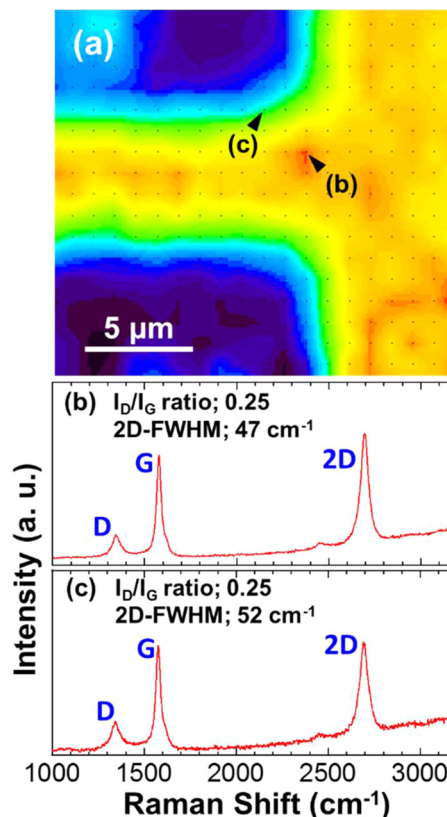 (a)
(c)
(b)
5 μm
(b) I_D/I_G ratio; 0.25
2D-FWHM; 47 cm⁻¹
D
G
2D
(c) I_D/I_G ratio; 0.25
2D-FWHM; 52 cm⁻¹
D
G
2D
Intensity (a. u.)
1000 1500 2000 2500 3000
Raman Shift (cm⁻¹)